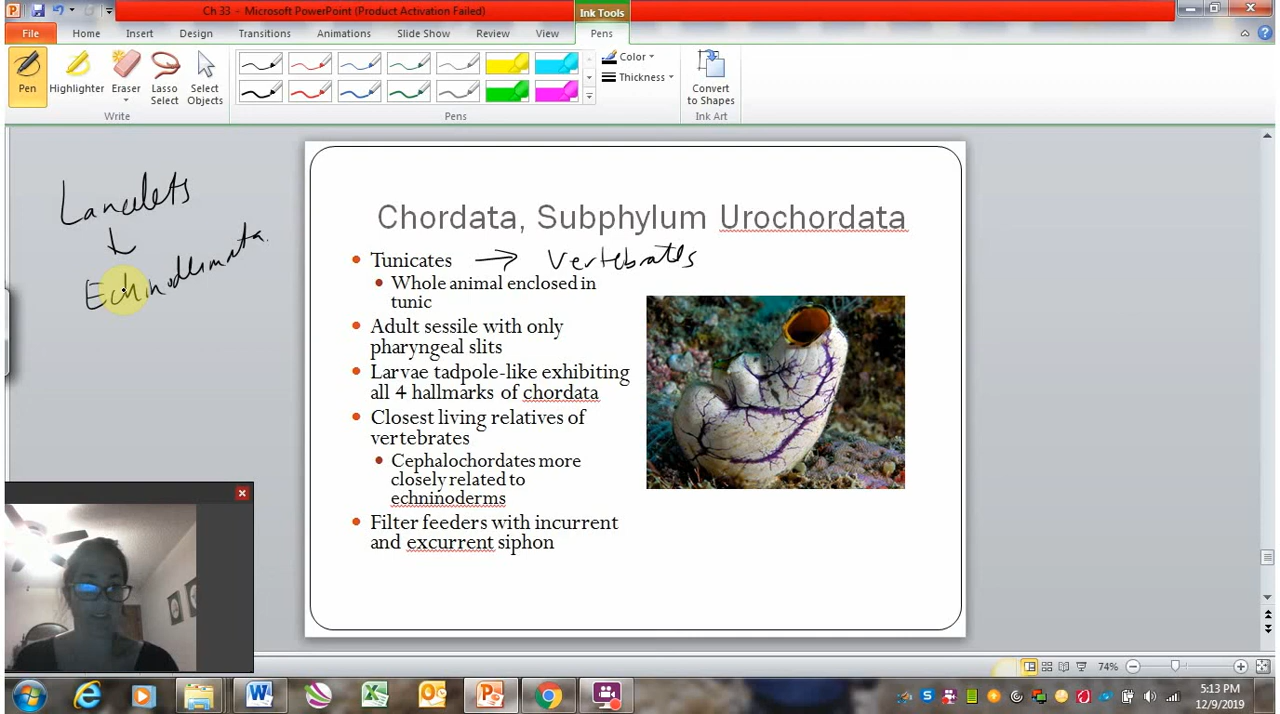 Ch 33 - Microsoft PowerPoint (Product Activation Failed)
Ink Tools
File Home Insert Design Transitions Animations Slide Show Review View Pens
Pen
Highlighter
Eraser
Lasso
Select
Select
Objects
Color
Thickness
Convert
to Shapes
Write
Pens
Ink Art
Lancelets
Echinodermata
Chordata, Subphylum Urochordata
Tunicates → Vertebrates
Whole animal enclosed in
tunic
Adult sessile with only
pharyngeal slits
Larvae tadpole-like exhibiting
all 4 hallmarks of chordata
Closest living relatives of
vertebrates
Cephalochordates more
closely related to
echninoderms
Filter feeders with incurrent
and excurrent siphon
74%
5:13 PM
12/9/2019